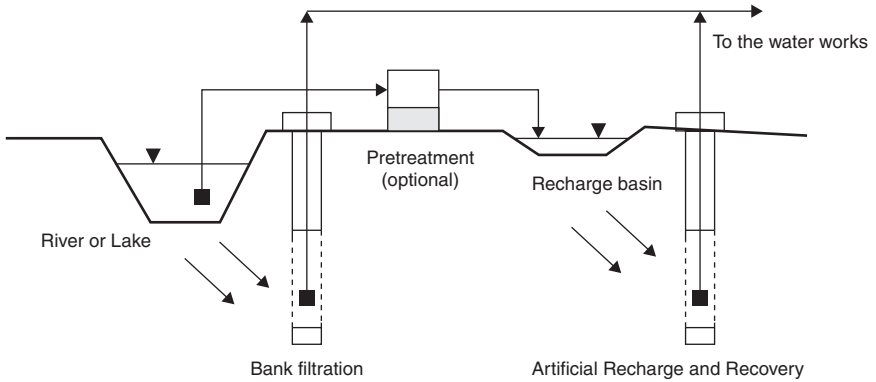 To the water works
Pretreatment
(optional)
Recharge basin
River or Lake
Bank filtration
Artificial Recharge and Recovery